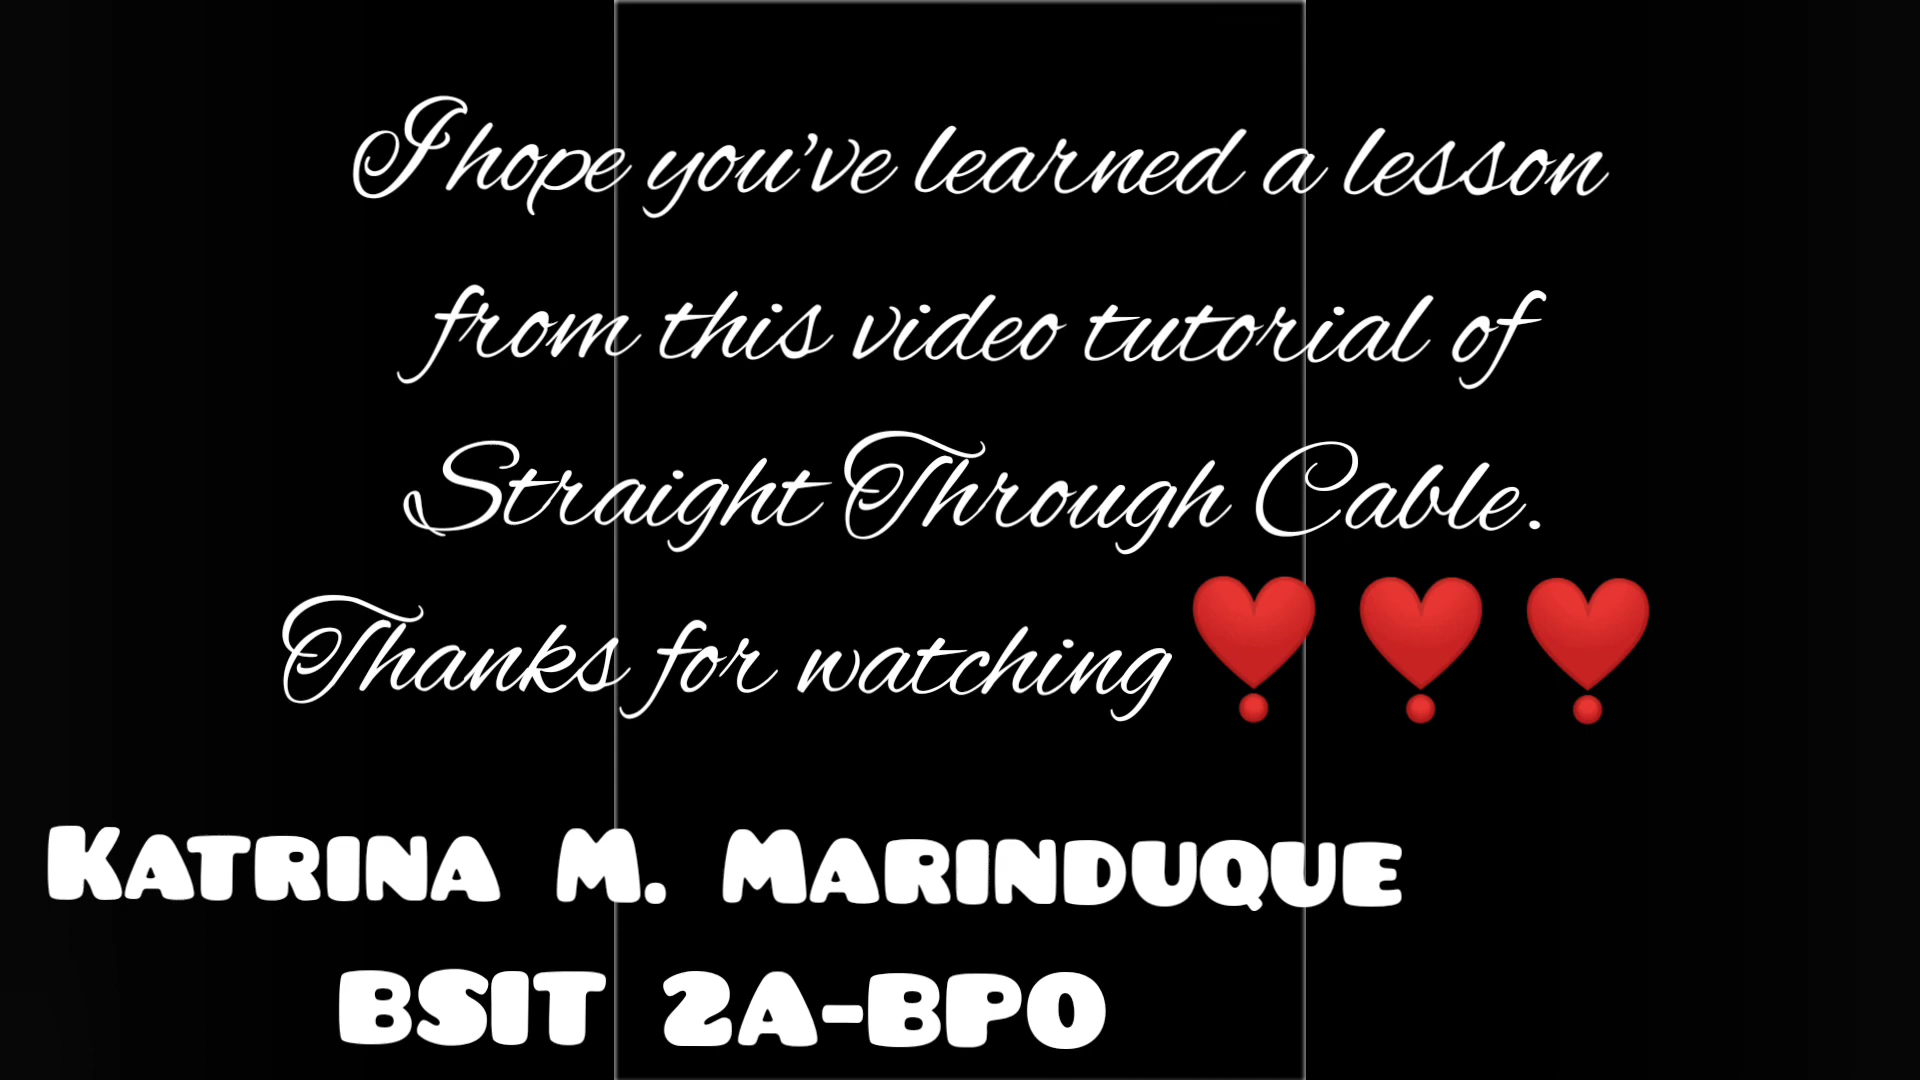 I hope you've learned a lesson
from this video tutorial of
Straight Through Cable.
Thanks for watching❣️❣️❣️
KATRINA M. MARINDUQUE
BSIT 2A-BPO